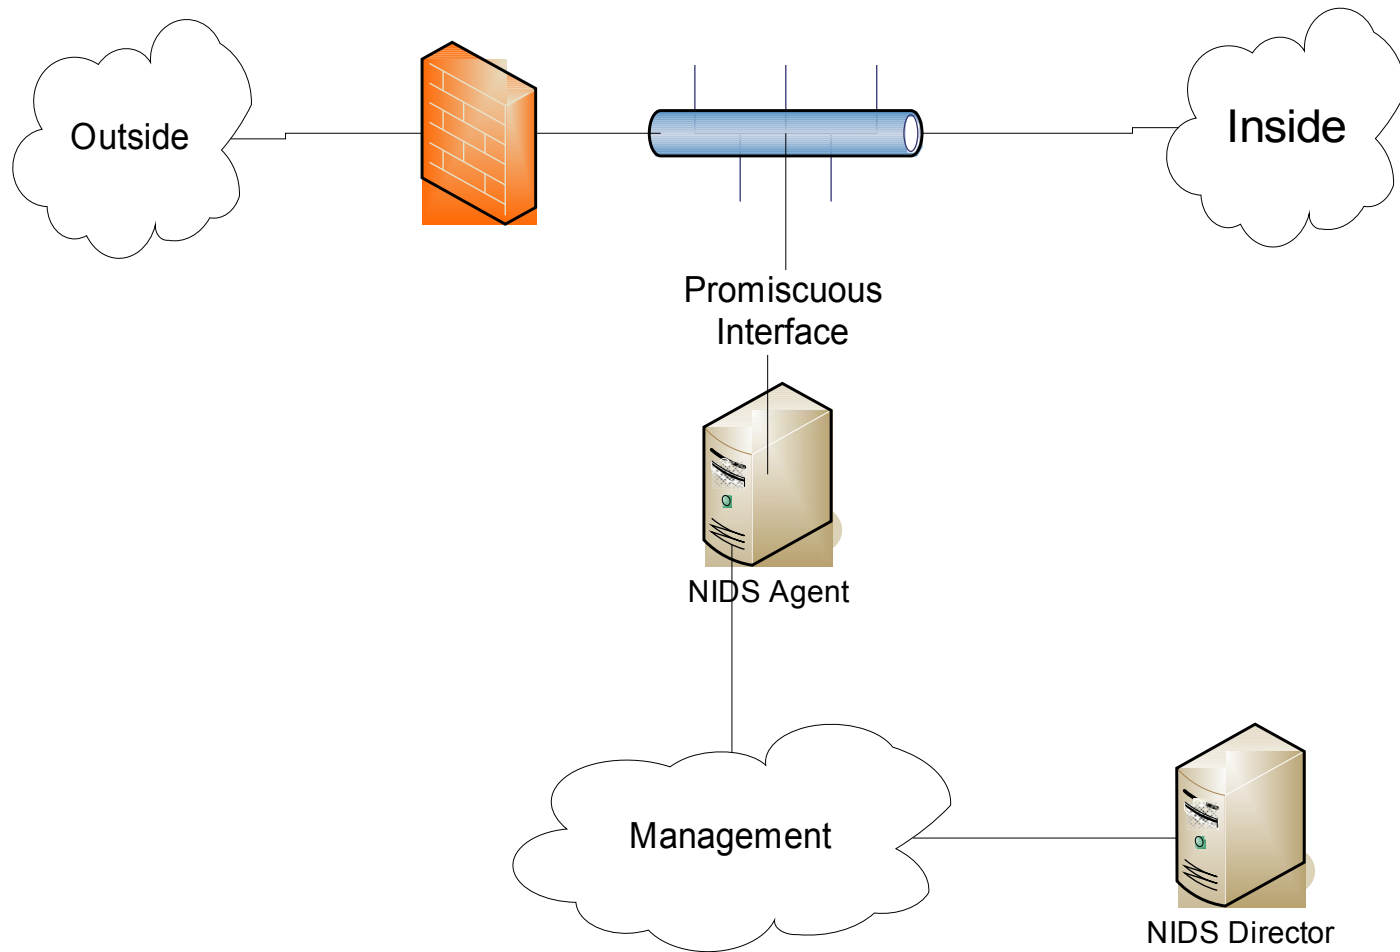 Outside
Inside
Promiscuous
Interface
NIDS Agent
Management
NIDS Director